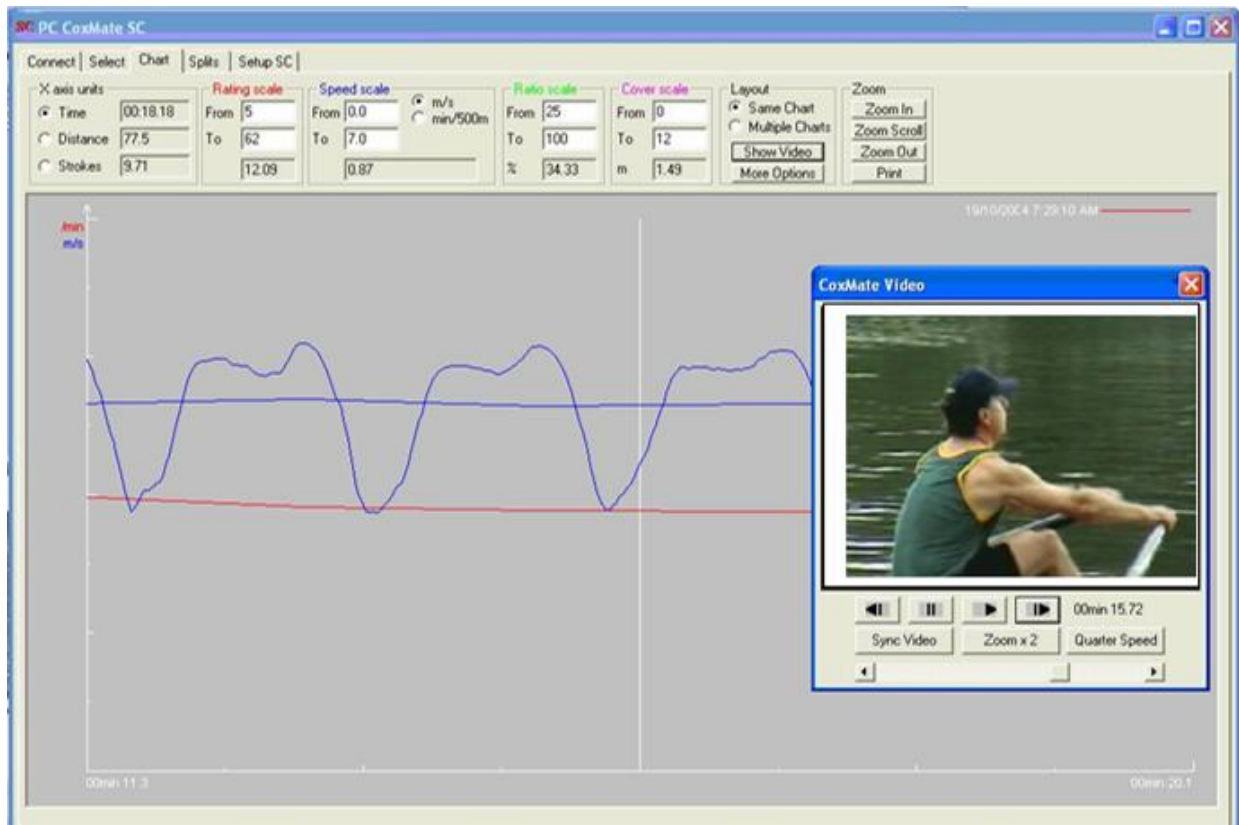 SC PC CoxMate SC
Connect Select Chart Splits Setup SC
X axis units Rating scale Speed scale Ratio scale Cover scale Layout Zoom
Time 00:18.18 From 5 From 0.0 m/s From 25 From 0 Same Chart Zoom In
min/500m Multiple Charts
Distance 77.5 To 62 To 7.0 To 100 To 12 Zoom Scroll
Show Video Zoom Out
Strokes 9.71 12.09 0.87 % 34.33 m 1.49 More Options Print
19/10/2004 7:29:10 AM
/min
m/s
CoxMate Video
00min 15.72
Sync Video Zoom x 2 Quarter Speed
00min 11.3 00min 20.1